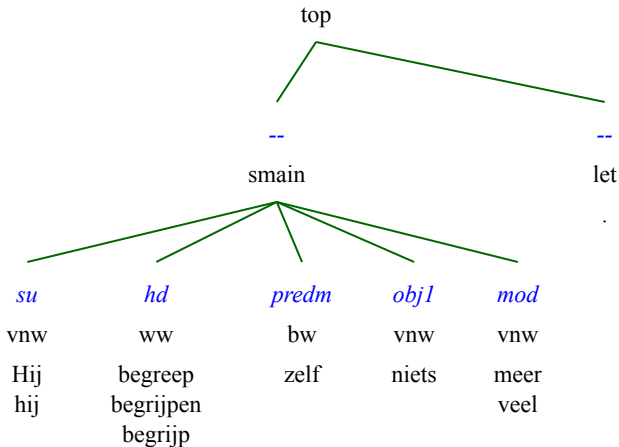 top
-- --
smain let
.
su hd predm obj1 mod
vnw ww bw vnw vnw
Hij begreep zelf niets meer
hij begrijpen veel
begrijp